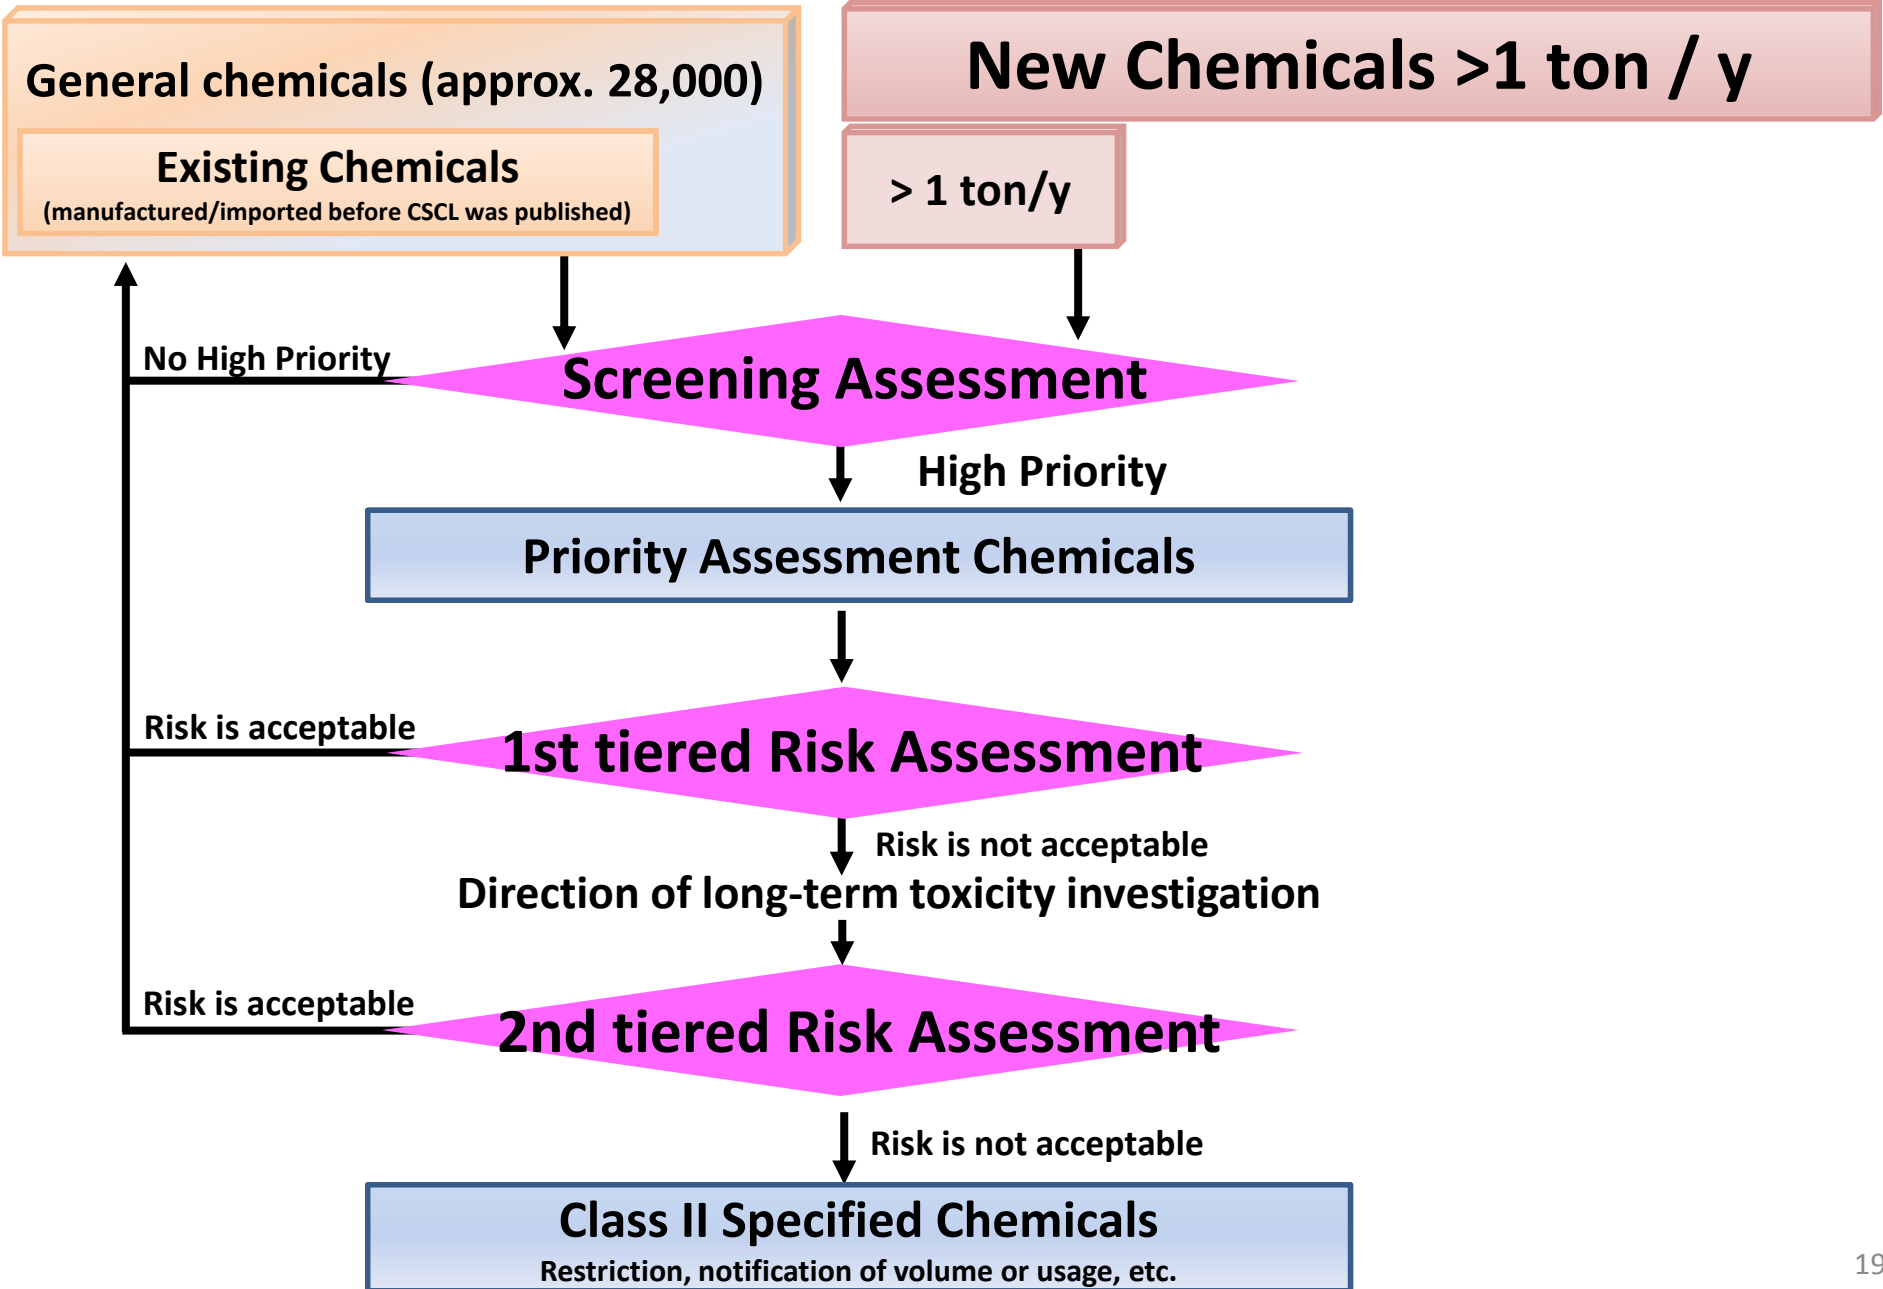 General chemicals (approx. 28,000)
Existing Chemicals
(manufactured/imported before CSCL was published)
New Chemicals >1 ton / y
> 1 ton/y
No High Priority
Screening Assessment
High Priority
Priority Assessment Chemicals
Risk is acceptable
1st tiered Risk Assessment
Risk is not acceptable
Direction of long-term toxicity investigation
Risk is acceptable
2nd tiered Risk Assessment
Risk is not acceptable
Class II Specified Chemicals
Restriction, notification of volume or usage, etc.
19